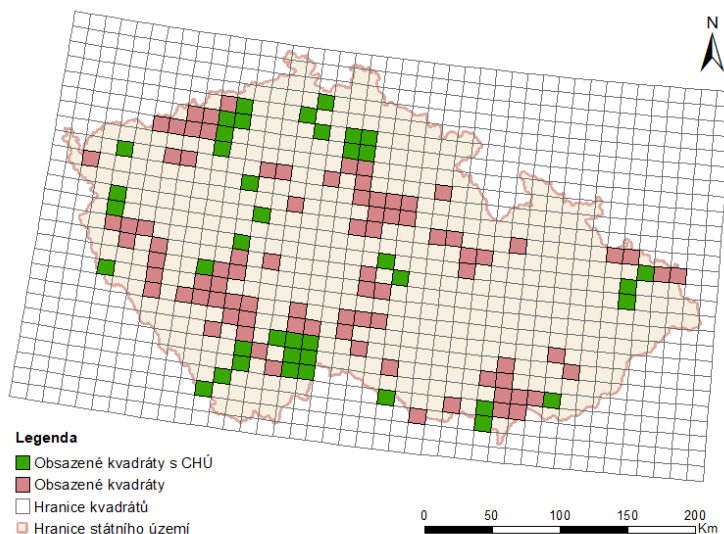 N
Legenda
Obsazené kvadráty s CHÚ
Obsazené kvadráty
Hranice kvadrátů
Hranice státního území
0 50 100 150 200
Km